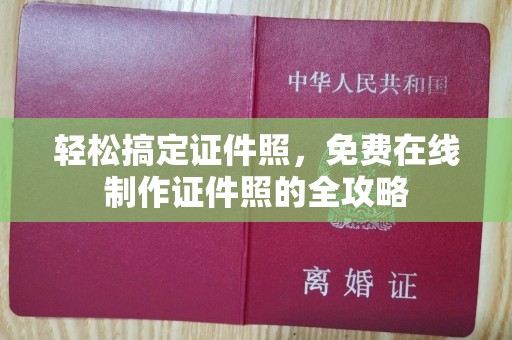 中华人民共和国
轻松搞定证件照，免费在线
制作证件照的全攻略
离婚证